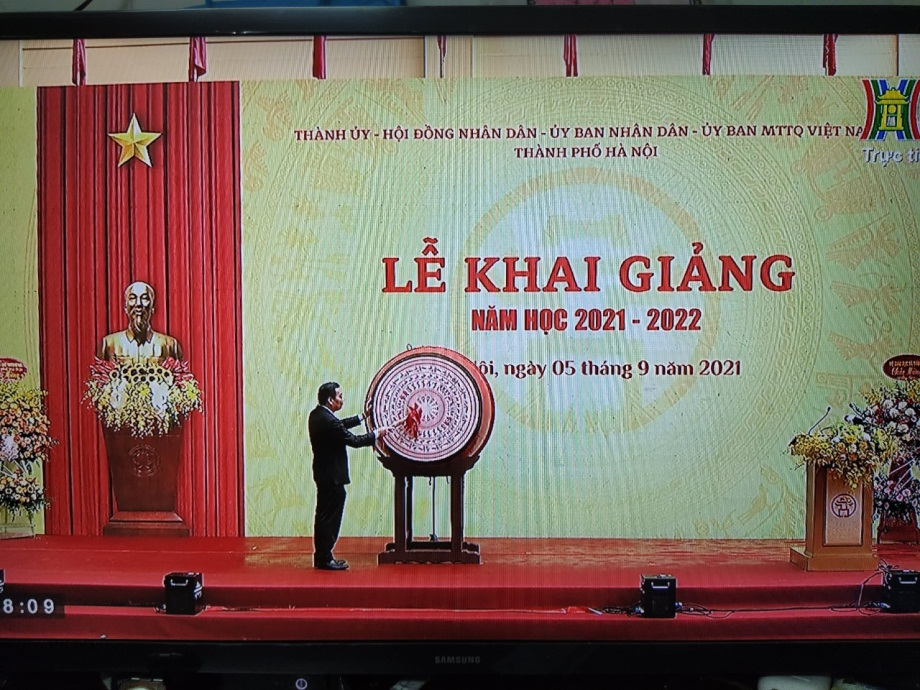 THÀNH ỦY - HỘI ĐỒNG NHÂN DÂN - ỦY BAN NHÂN DÂN - ỦY BAN MTTQ VIỆT NA
THÀNH PHỐ HÀ NỘI
Trực ti
LỄ KHAI GIẢNG
NĂM HỌC 2021 - 2022
ội, ngày 05 tháng 9 năm 2021
8:09
SAMSUNG